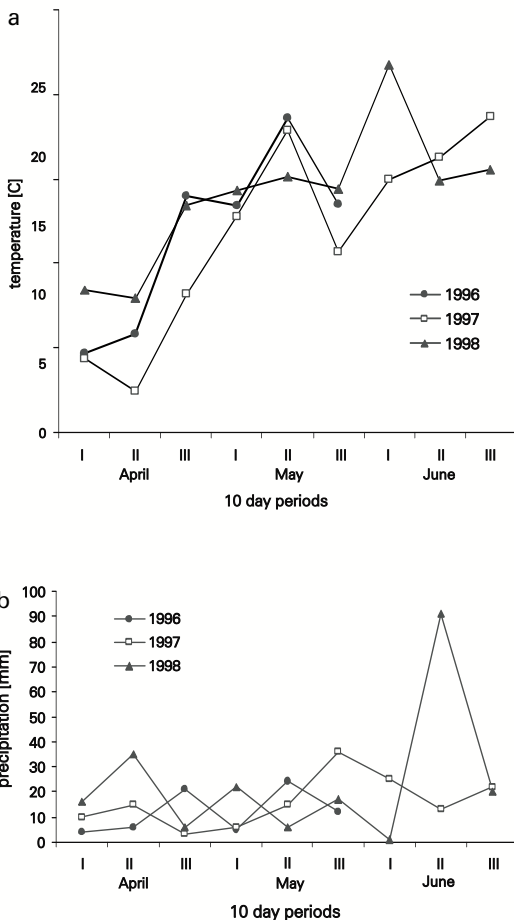 a
25
20
15
10
5
0
temperature [C]
1996
1997
1998
I II III I II III I II III
April May June
10 day periods
b
100
90
80
70
60
50
40
30
20
10
0
precipitation [mm]
1996
1997
1998
I II III I II III I II III
April May June
10 day periods